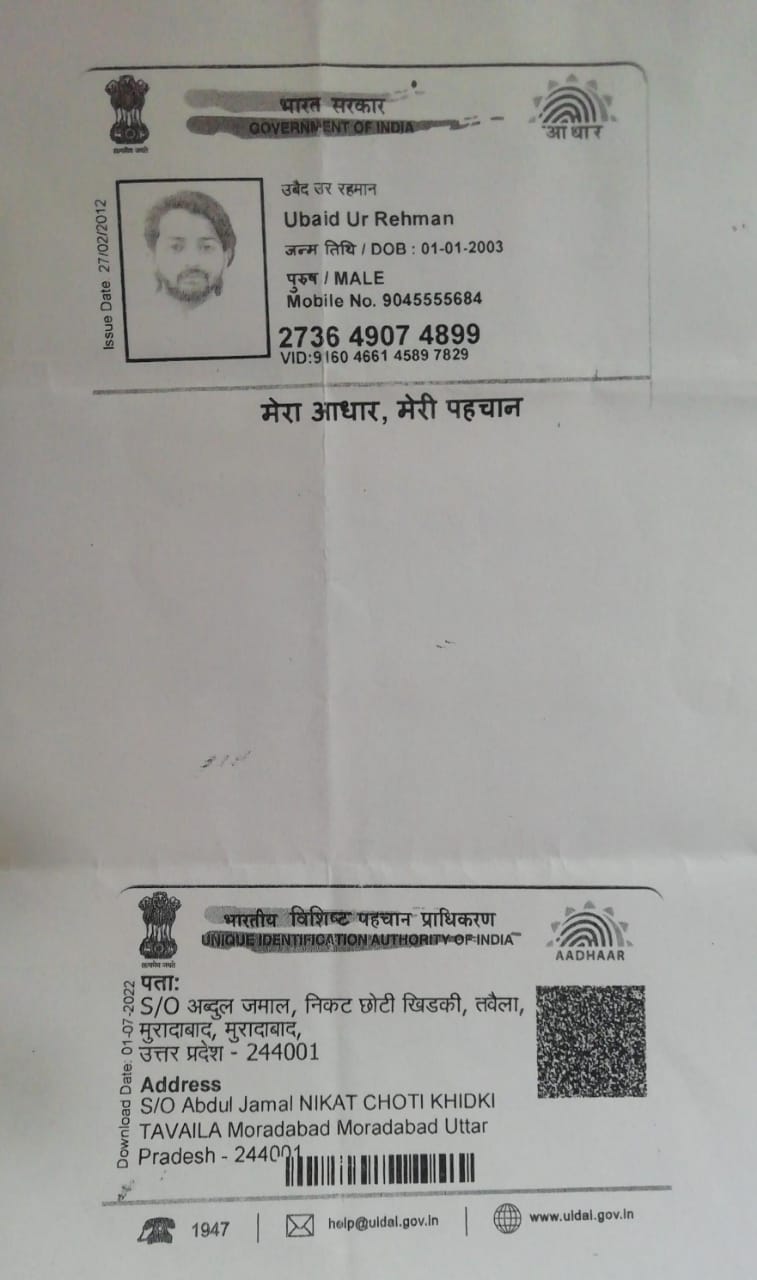 भारत सरकार
GOVERNMENT OF INDIA
आधार
Issue Date 27/02/2012
उबैद उर रहमान
Ubaid Ur Rehman
जन्म तिथि / DOB : 01-01-2003
पुरुष / MALE
Mobile No. 9045555684
2736 4907 4899
VID:9160 4661 4589 7829
मेरा आधार, मेरी पहचान
भारतीय विशिष्ट पहचान प्राधिकरण
UNIQUE IDENTIFICATION AUTHORITY OF INDIA
AADHAAR
Download Date: 01-07-2022
पता:
S/O अब्दुल जमाल, निकट छोटी खिडकी, तवैला,
मुरादाबाद, मुरादाबाद,
उत्तर प्रदेश - 244001
Address
S/O Abdul Jamal NIKAT CHOTI KHIDKI
TAVAILA Moradabad Moradabad Uttar
Pradesh - 244001
1947
help@uldal.gov.in
www.uldal.gov.in